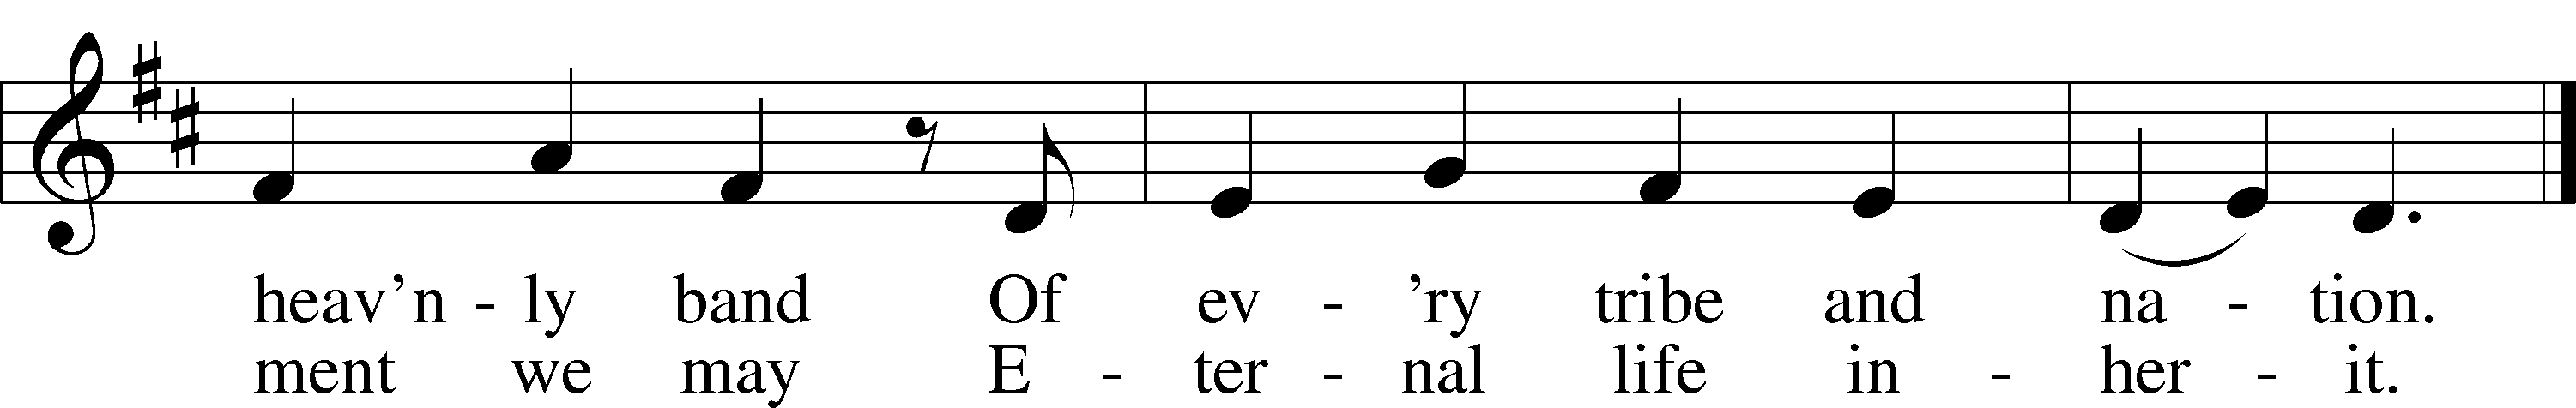 heav’n - ly band Of ev - ’ry tribe and na - tion.
ment we may E - ter - nal life in - her - it.